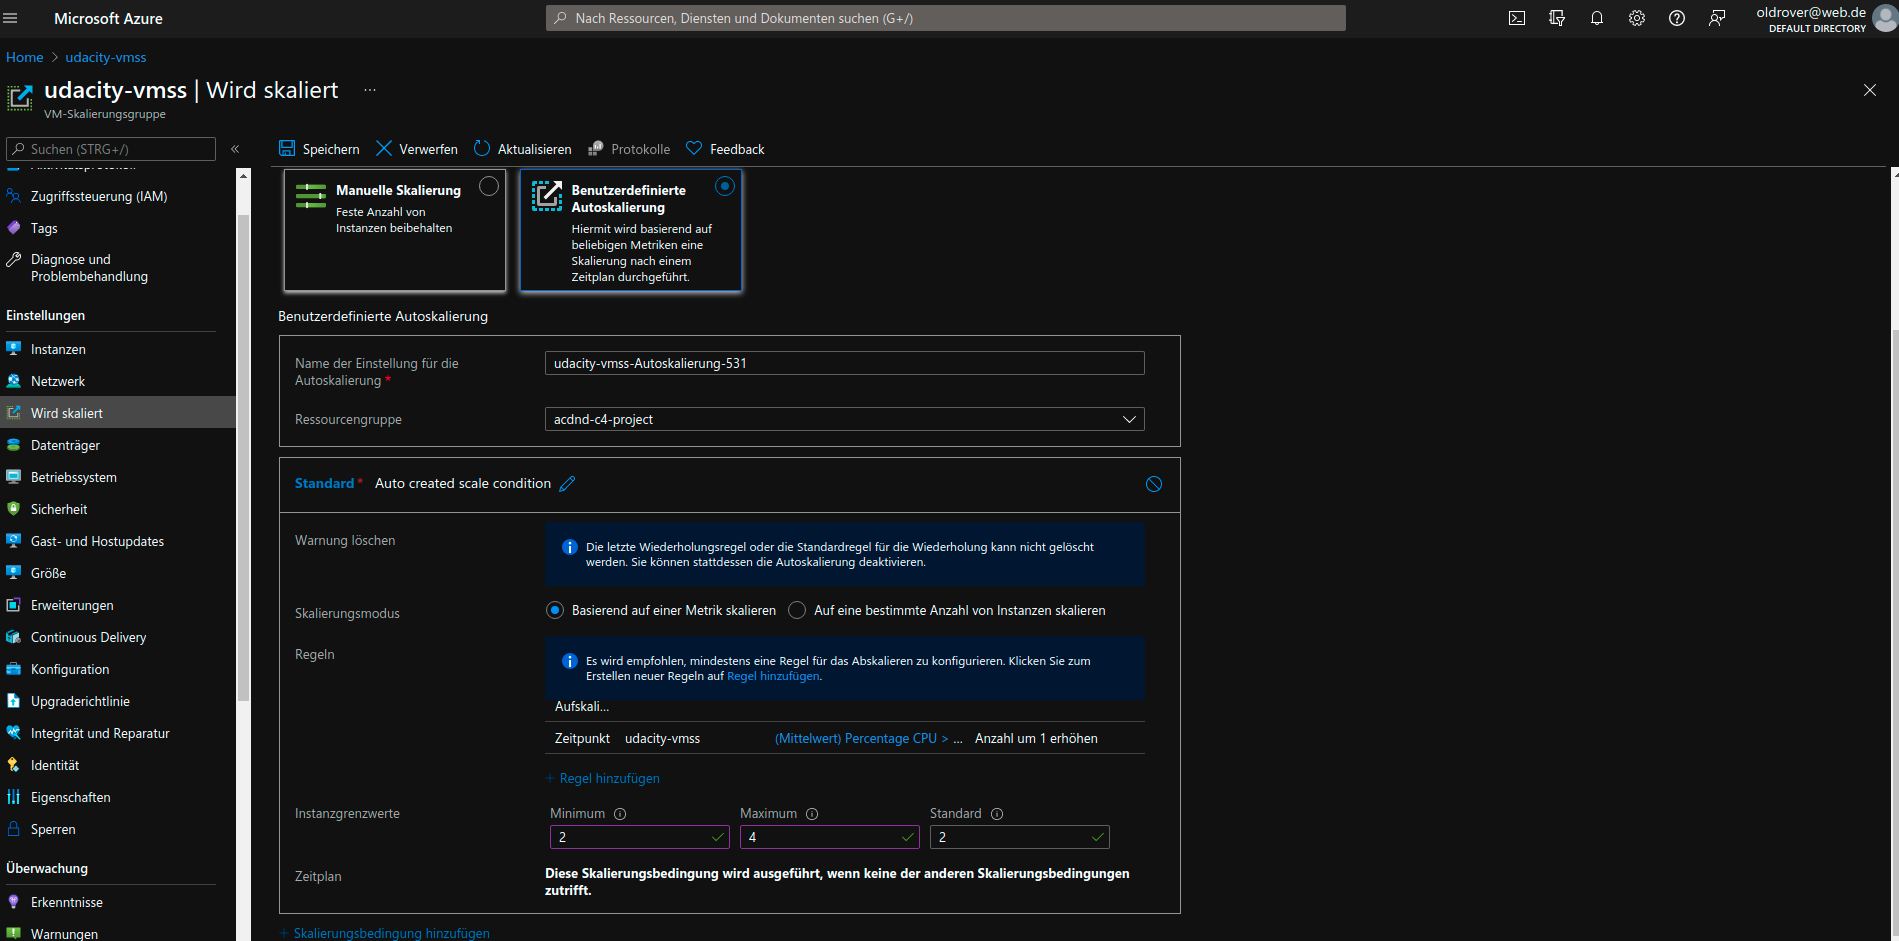 Microsoft Azure
Nach Ressourcen, Diensten und Dokumenten suchen (G+/)
oldrover@web.de
DEFAULT DIRECTORY
Home > udacity-vmss
udacity-vmss | Wird skaliert ...
VM-Skalierungsgruppe
Suchen (STRG+/)
«
Zugriffssteuerung (IAM)
Tags
Diagnose und
Problembehandlung
Einstellungen
Instanzen
Netzwerk
Wird skaliert
Datenträger
Betriebssystem
Sicherheit
Gast- und Hostupdates
Größe
Erweiterungen
Continuous Delivery
Konfiguration
Upgraderichtlinie
Integrität und Reparatur
Identität
Eigenschaften
Sperren
Überwachung
Erkenntnisse
Warnungen
Speichern
Verwerfen
Aktualisieren
Protokolle
Feedback
Manuelle Skalierung
Feste Anzahl von
Instanzen beibehalten
Benutzerdefinierte
Autoskalierung
Hiermit wird basierend auf
beliebigen Metriken eine
Skalierung nach einem
Zeitplan durchgeführt.
Benutzerdefinierte Autoskalierung
Name der Einstellung für die
Autoskalierung *
udacity-vmss-Autoskalierung-531
Ressourcengruppe
acdnd-c4-project
Standard * Auto created scale condition
Warnung löschen
Die letzte Wiederholungsregel oder die Standardregel für die Wiederholung kann nicht gelöscht
werden. Sie können stattdessen die Autoskalierung deaktivieren.
Skalierungsmodus
Basierend auf einer Metrik skalieren
Auf eine bestimmte Anzahl von Instanzen skalieren
Regeln
Es wird empfohlen, mindestens eine Regel für das Abskalieren zu konfigurieren. Klicken Sie zum
Erstellen neuer Regeln auf Regel hinzufügen.
Aufskali...
Zeitpunkt udacity-vmss (Mittelwert) Percentage CPU > ... Anzahl um 1 erhöhen
+ Regel hinzufügen
Instanzgrenzwerte
Minimum
Maximum
Standard
2
4
2
Zeitplan
Diese Skalierungsbedingung wird ausgeführt, wenn keine der anderen Skalierungsbedingungen
zutrifft.
+ Skalierungsbedingung hinzufügen